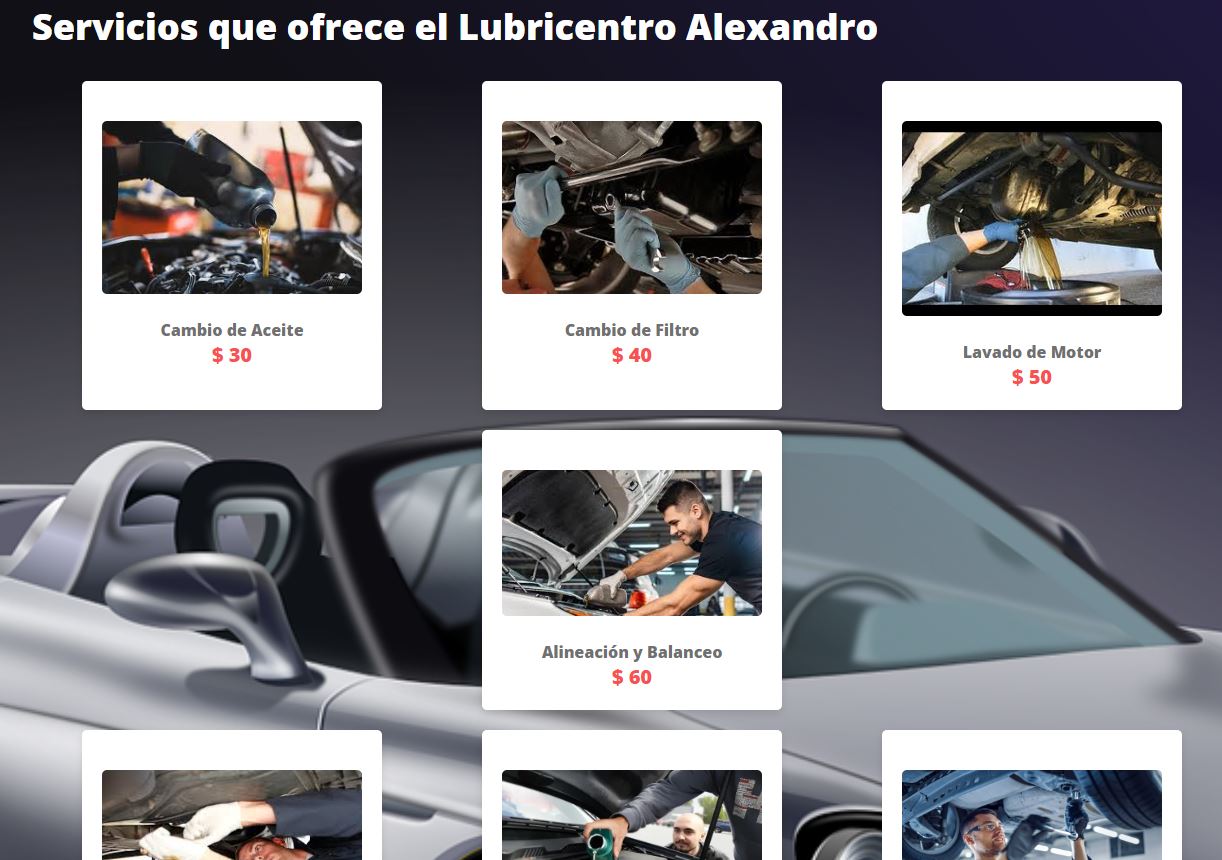 Servicios que ofrece el Lubricentro Alexandro
Cambio de Aceite
$ 30
Cambio de Filtro
$ 40
Lavado de Motor
$ 50
Alineación y Balanceo
$ 60